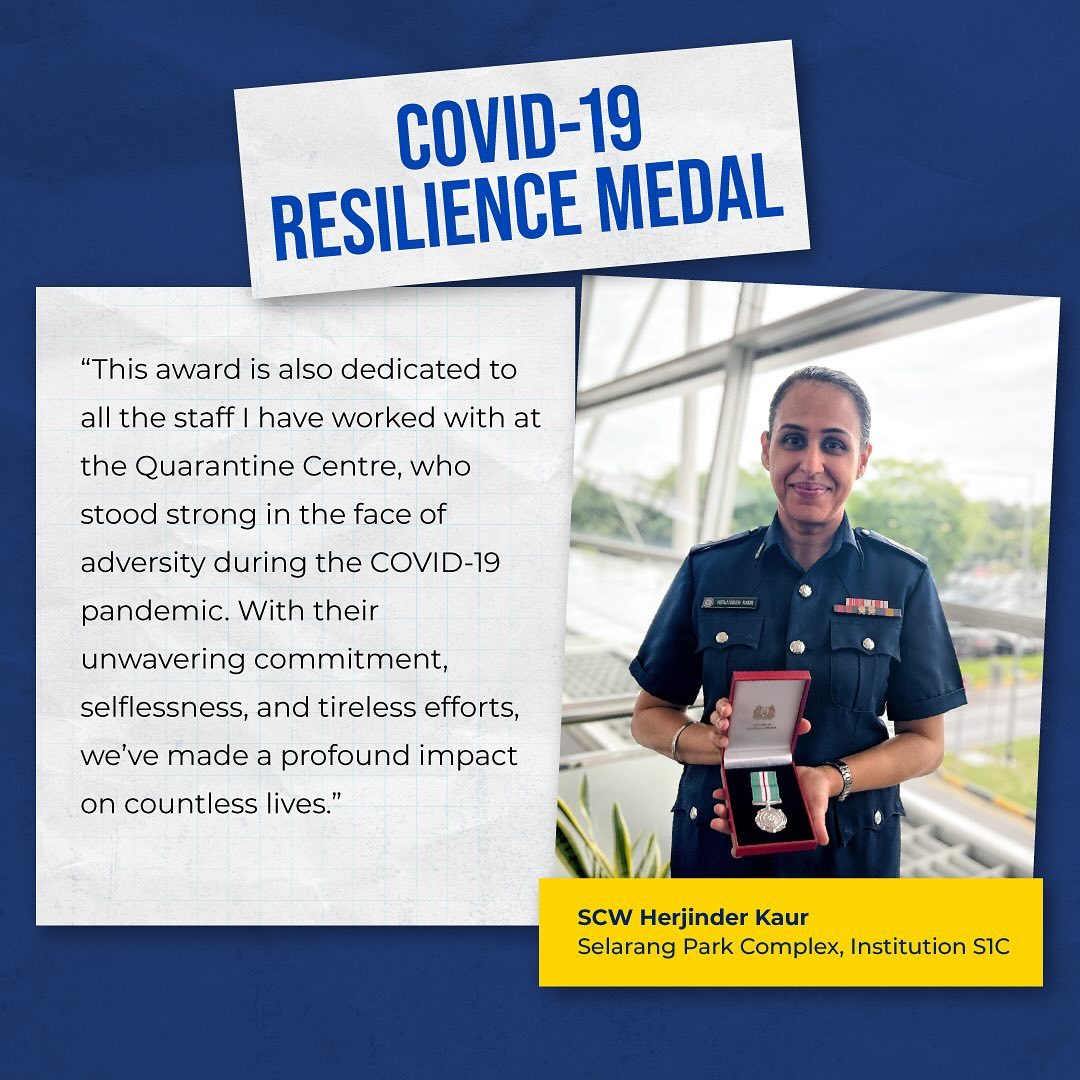 COVID-19
RESILIENCE MEDAL
“This award is also dedicated to
all the staff I have worked with at
the Quarantine Centre, who
stood strong in the face of
adversity during the COVID-19
pandemic. With their
unwavering commitment,
selflessness, and tireless efforts,
we’ve made a profound impact
on countless lives.”
HERJINDER KAUR
SCW Herjinder Kaur
Selarang Park Complex, Institution S1C